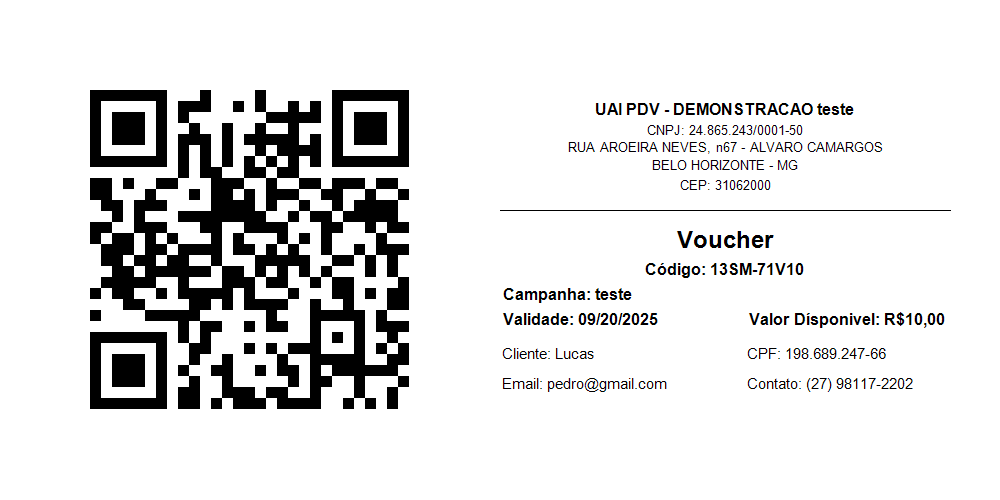 UAI PDV - DEMONSTRACAO teste
CNPJ: 24.865.243/0001-50
RUA AROEIRA NEVES, n67 - ALVARO CAMARGOS
BELO HORIZONTE - MG
CEP: 31062000
Voucher
Código: 13SM-71V10
Campanha: teste
Validade: 09/20/2025 Valor Disponivel: R$10,00
Cliente: Lucas CPF: 198.689.247-66
Email: pedro@gmail.com Contato: (27) 98117-2202